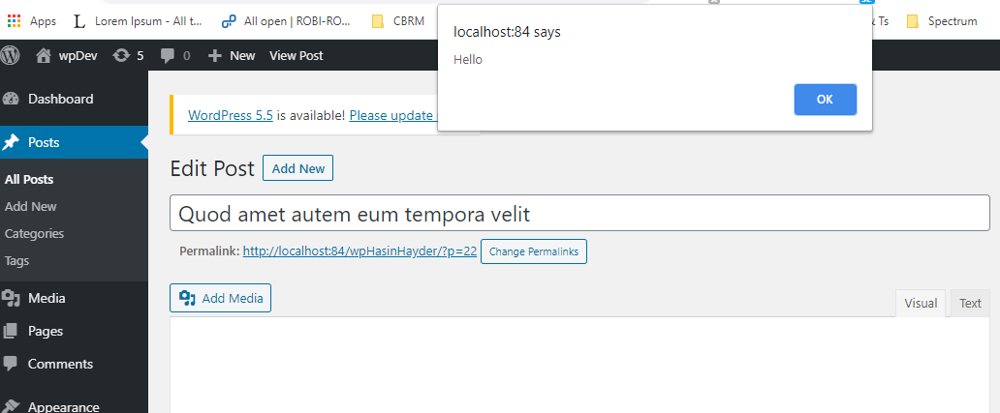 Apps
Lorem Ipsum - All t...
All open | ROBI-RO...
CBRM
& Ts
Spectrum
localhost:84 says
Hello
OK
wpDev
5
0
+ New
View Post
Dashboard
WordPress 5.5 is available! Please update
Posts
Edit Post
Add New
All Posts
Add New
Categories
Tags
Quod amet autem eum tempora velit
Permalink: http://localhost:84/wpHasinHayder/?p=22
Change Permalinks
Media
Add Media
Visual
Text
Pages
Comments
Appearance